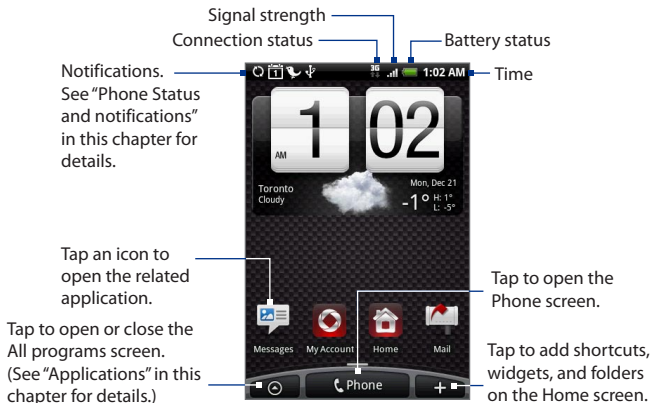 Signal strength
Connection status
Battery status
Notifications.
See “Phone Status
and notifications”
in this chapter for
details.
3G
1:02 AM
Time
1
AM
1
02
Toronto
Cloudy
Mon, Dec 21
-1° H: 1°
L: -5°
Tap an icon to
open the related
application.
Tap to open the
Phone screen.
Messages
My Account
Home
Mail
Tap to open or close the
All programs screen.
(See “Applications” in this
chapter for details.)
Phone
Tap to add shortcuts,
widgets, and folders
on the Home screen.